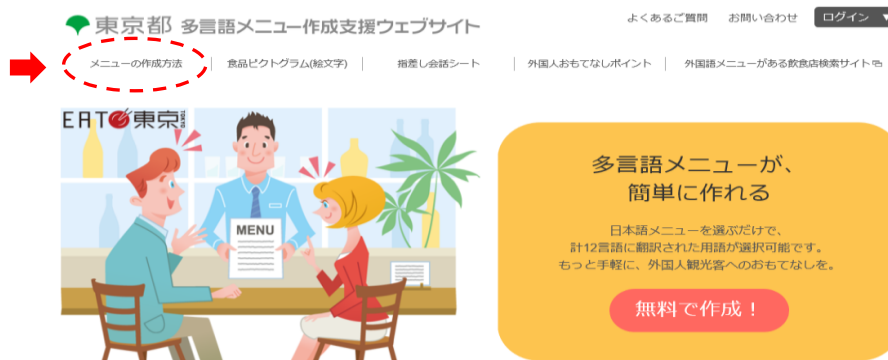 東京都 多言語メニュー作成支援ウェブサイト
よくあるご質問 お問い合わせ ログイン
メニューの作成方法 食品ピクトグラム(絵文字) 指差し会話シート 外国人おもてなしポイント 外国語メニューがある飲食店検索サイト
EAT東京 TOKYO
MENU
多言語メニューが、
簡単に作れる
日本語メニューを選ぶだけで、
計12言語に翻訳された用語が選択可能です。
もっと手軽に、外国人観光客へのおもてなしを。
無料で作成！